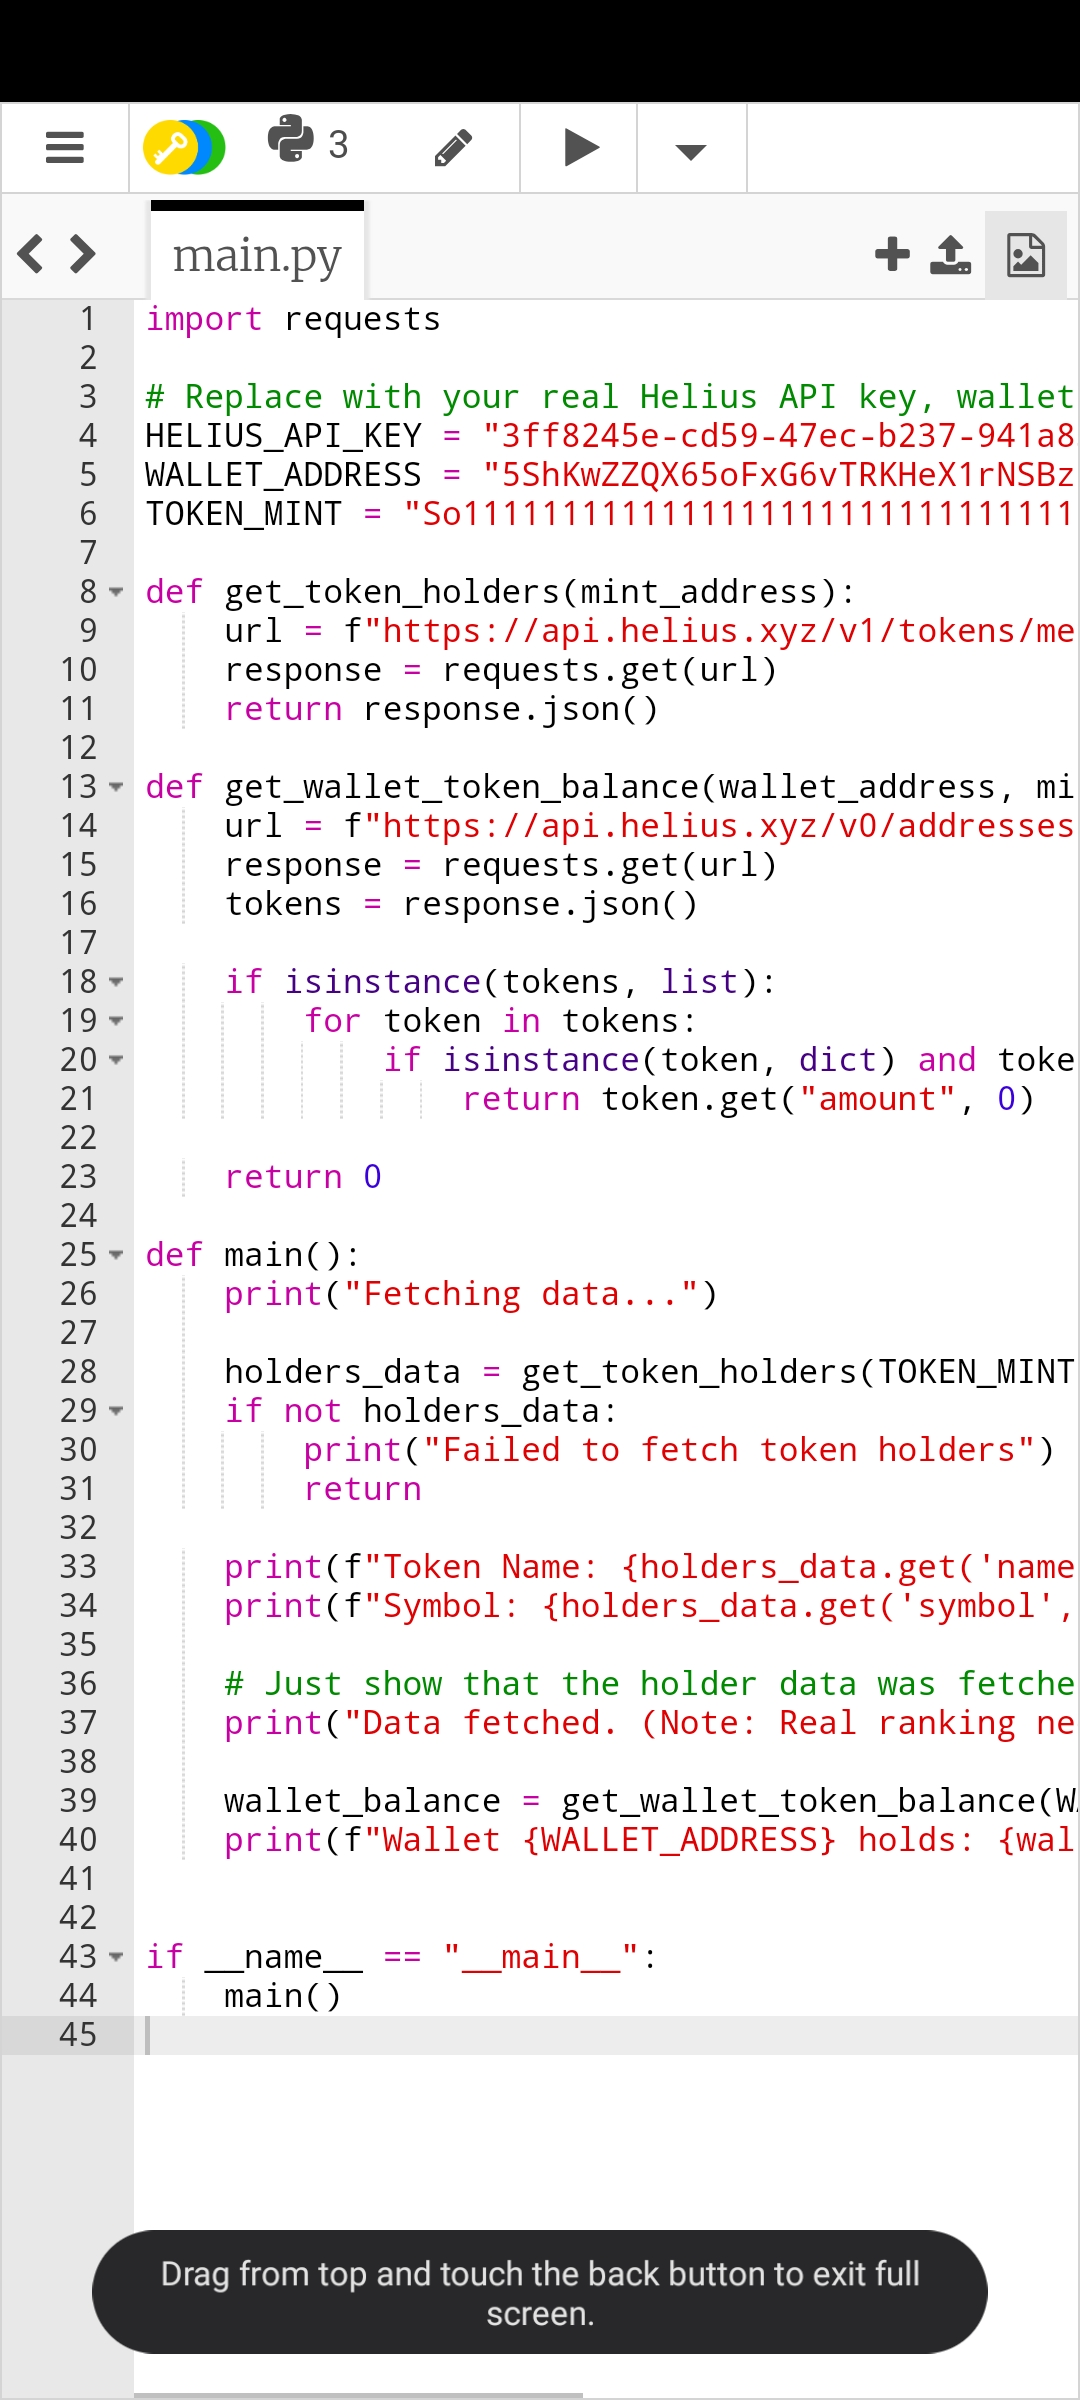 3
main.py
1 import requests
2
3 # Replace with your real Helius API key, wallet
4 HELIUS_API_KEY = "3ff8245e-cd59-47ec-b237-941a8
5 WALLET_ADDRESS = "5ShKwZZQX65oFxG6vTRKHeX1rNSBz
6 TOKEN_MINT = "So1111111111111111111111111111111
7
8 def get_token_holders(mint_address):
9 url = f"https://api.helius.xyz/v1/tokens/me
10 response = requests.get(url)
11 return response.json()
12
13 def get_wallet_token_balance(wallet_address, mi
14 url = f"https://api.helius.xyz/v0/addresses
15 response = requests.get(url)
16 tokens = response.json()
17
18 if isinstance(tokens, list):
19 for token in tokens:
20 if isinstance(token, dict) and toke
21 return token.get("amount", 0)
22
23 return 0
24
25 def main():
26 print("Fetching data...")
27
28 holders_data = get_token_holders(TOKEN_MINT
29 if not holders_data:
30 print("Failed to fetch token holders")
31 return
32
33 print(f"Token Name: {holders_data.get('name
34 print(f"Symbol: {holders_data.get('symbol',
35
36 # Just show that the holder data was fetche
37 print("Data fetched. (Note: Real ranking ne
38
39 wallet_balance = get_wallet_token_balance(W
40 print(f"Wallet {WALLET_ADDRESS} holds: {wal
41
42
43 if __name__ == "__main__":
44 main()
45
Drag from top and touch the back button to exit full
screen.